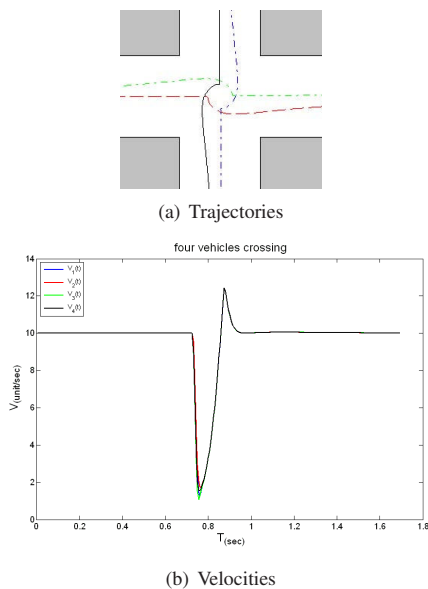 (a) Trajectories
four vehicles crossing
14
12
10
8
6
4
2
0
V(unit/sec)
V1(t)
V2(t)
V3(t)
V4(t)
0 0.2 0.4 0.6 0.8 1 1.2 1.4 1.6 1.8
T(sec)
(b) Velocities